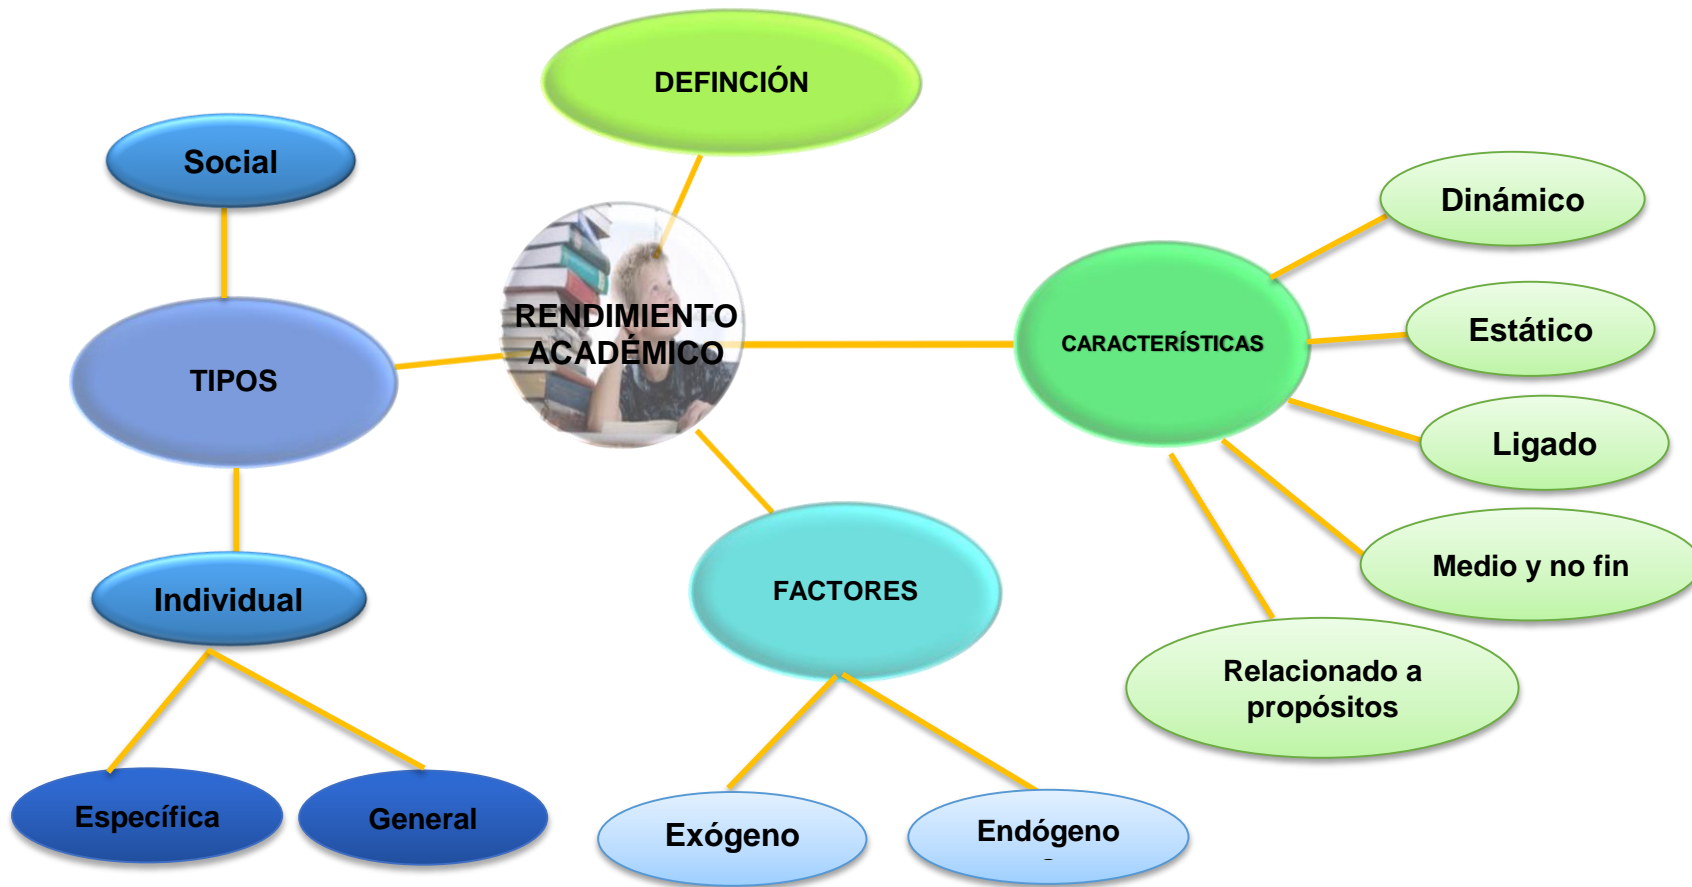 DEFINCIÓN
Social
Dinámico
RENDIMIENTO
ACADÉMICO
CARACTERÍSTICAS
Estático
TIPOS
Ligado
Medio y no fin
Individual
FACTORES
Relacionado a
propósitos
Específica
General
Exógeno
Endógeno